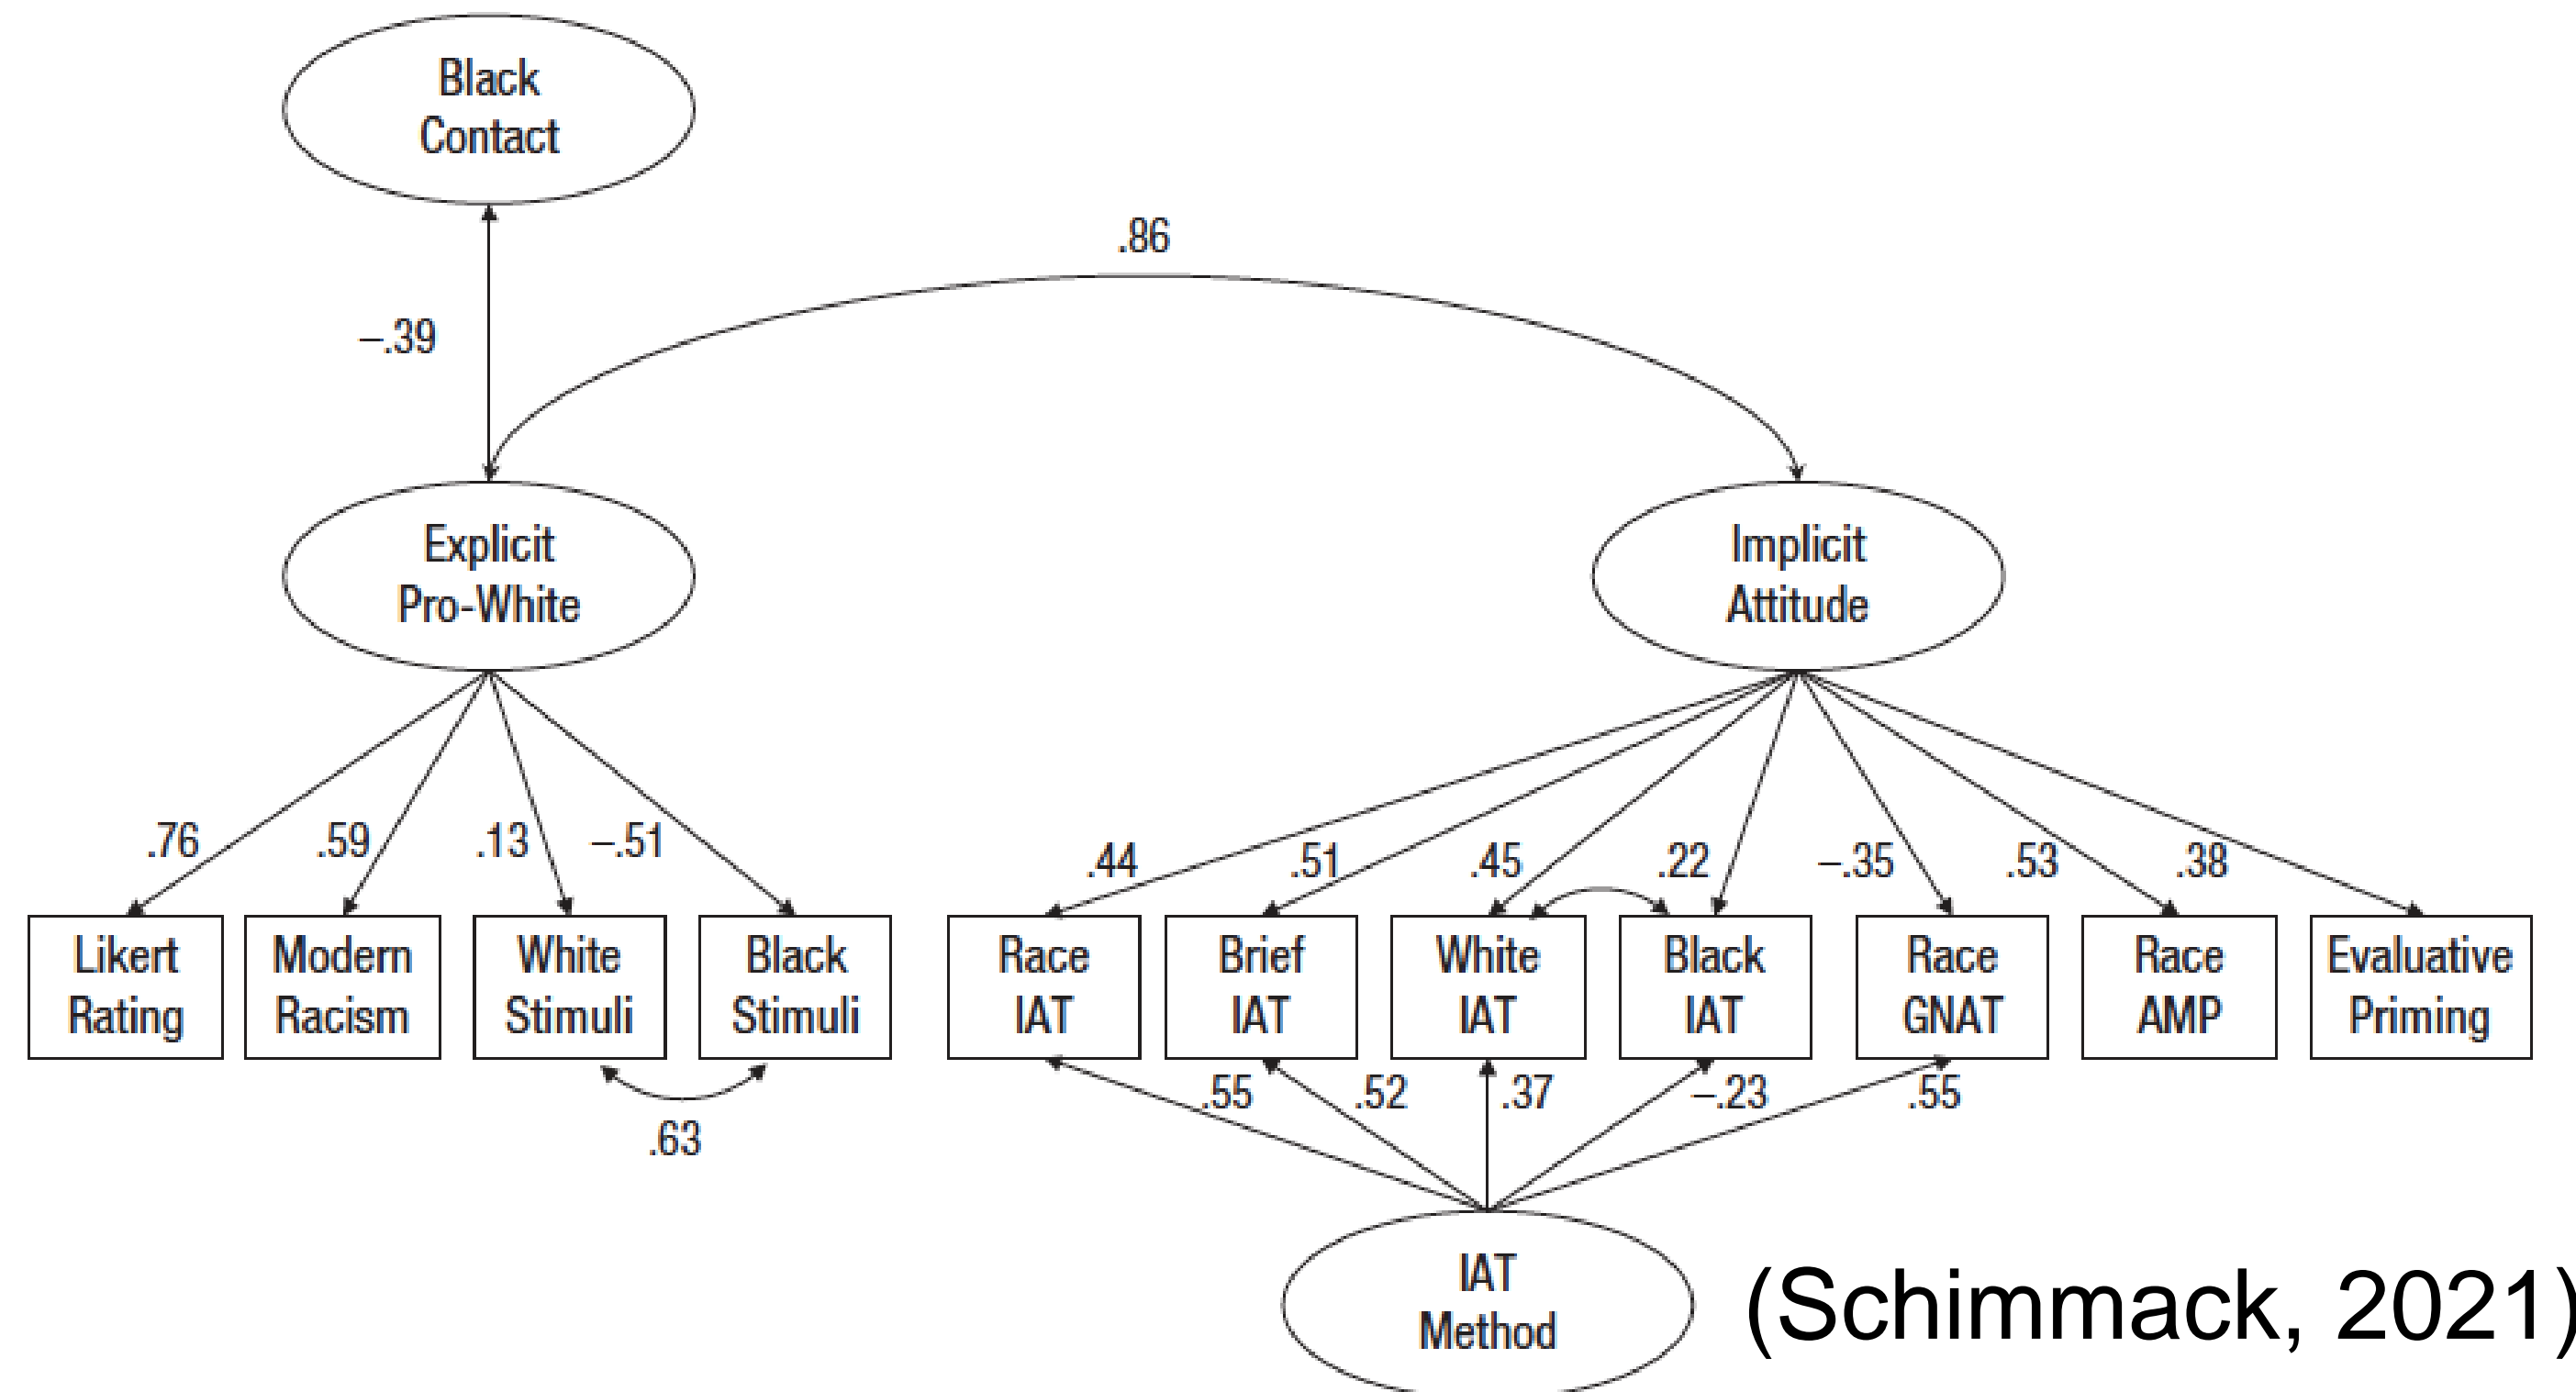 Black
Contact
.86
–.39
Explicit
Pro-White
Implicit
Attitude
.76 .59 .13 –.51
.44 .51 .45 .22 –.35 .53 .38
Likert
Rating
Modern
Racism
White
Stimuli
Black
Stimuli
Race
IAT
Brief
IAT
White
IAT
Black
IAT
Race
GNAT
Race
AMP
Evaluative
Priming
.55 .52 .37 –.23 .55
.63
IAT
Method
(Schimmack, 2021)